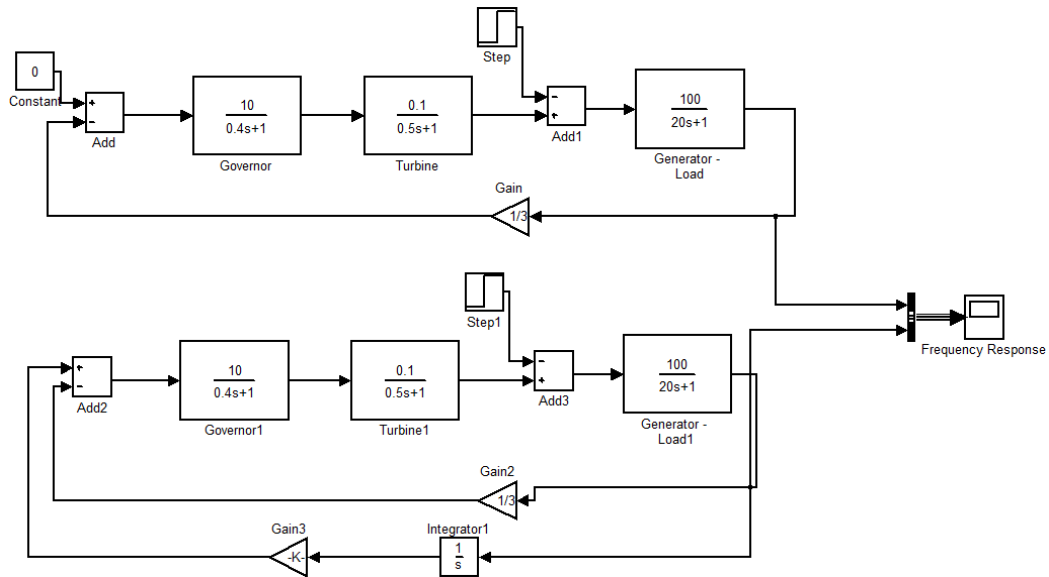 Step
0
Constant
+
−
Add
10
0.4s+1
Governor
0.1
0.5s+1
Turbine
−
+
Add1
100
20s+1
Generator -
Load
Gain
1/3
Step1
Frequency Response
+
−
Add2
10
0.4s+1
Governor1
0.1
0.5s+1
Turbine1
−
+
Add3
100
20s+1
Generator -
Load1
Gain2
1/3
Gain3
-K-
Integrator1
1
s